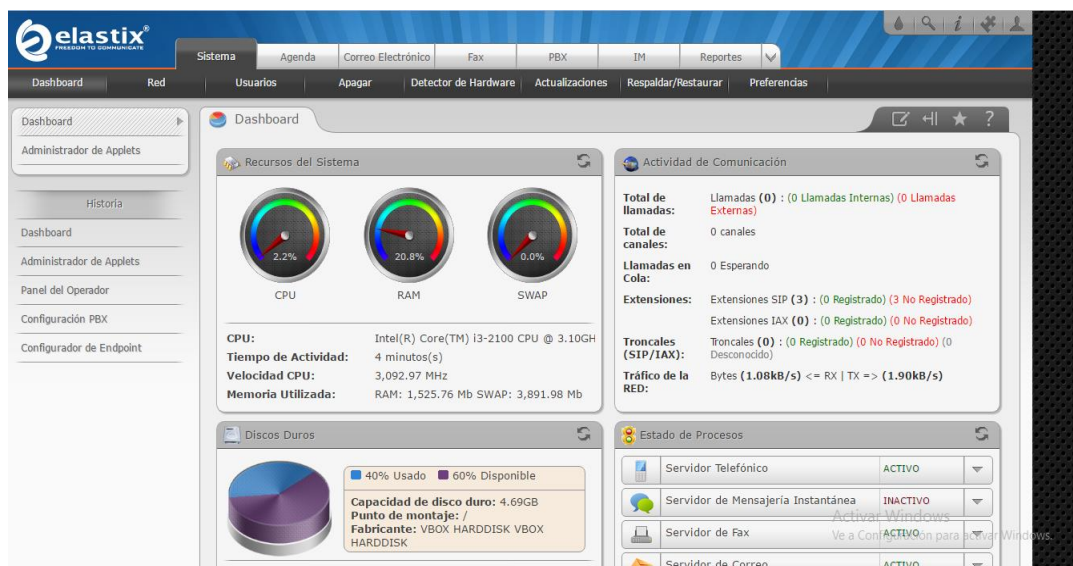 elastix®
FREEDOM TO COMMUNICATE
Sistema Agenda Correo Electrónico Fax PBX IM Reportes
Dashboard Red Usuarios Apagar Detector de Hardware Actualizaciones Respaldar/Restaurar Preferencias
Dashboard
Administrador de Applets
Historia
Dashboard
Administrador de Applets
Panel del Operador
Configuración PBX
Configurador de Endpoint
Dashboard
Recursos del Sistema
2.2% 20.8% 0.0%
CPU RAM SWAP
CPU: Intel(R) Core(TM) i3-2100 CPU @ 3.10GH
Tiempo de Actividad: 4 minutos(s)
Velocidad CPU: 3,092.97 MHz
Memoria Utilizada: RAM: 1,525.76 Mb SWAP: 3,891.98 Mb
Actividad de Comunicación
Total de llamadas: Llamadas (0) : (0 Llamadas Internas) (0 Llamadas
Externas)
Total de canales: 0 canales
Llamadas en Cola: 0 Esperando
Extensiones: Extensiones SIP (3) : (0 Registrado) (3 No Registrado)
Extensiones IAX (0) : (0 Registrado) (0 No Registrado)
Troncales (SIP/IAX): Troncales (0) : (0 Registrado) (0 No Registrado) (0
Desconocido)
Tráfico de la RED: Bytes (1.08kB/s) <= RX | TX => (1.90kB/s)
Discos Duros
40% Usado 60% Disponible
Capacidad de disco duro: 4.69GB
Punto de montaje: /
Fabricante: VBOX HARDDISK VBOX
HARDDISK
Estado de Procesos
Servidor Telefónico ACTIVO
Servidor de Mensajería Instantánea INACTIVO
Servidor de Fax ACTIVO
Servidor de Correo ACTIVO
Activar Windows
Ve a Configuración para activar Windows.